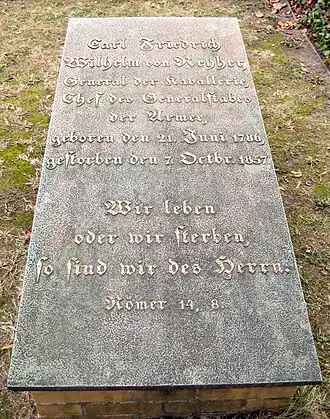 Carl Friedrich
Wilhelm von Reyher,
General der Kavallerie,
Chef des Generalstabes
der Armee,
geboren den 21. Juni 1786,
gestorben den 7. Octbr. 1857.
Wir leben
oder wir sterben,
so sind wir des Herrn.
Römer 14, 8.